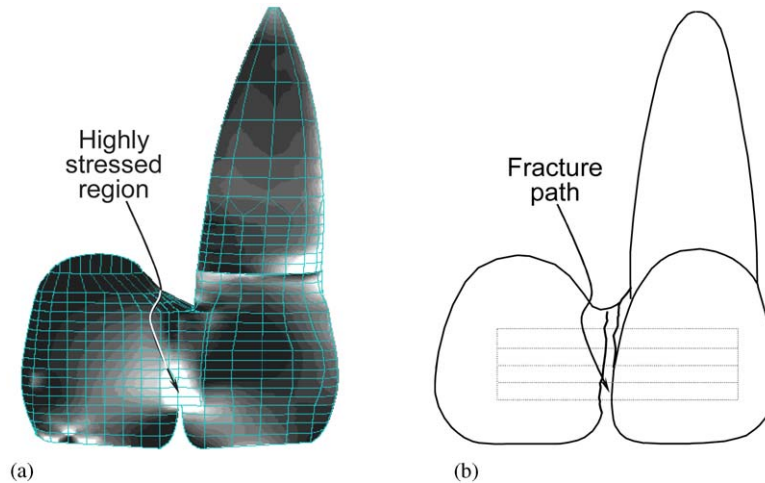 Highly
stressed
region
Fracture
path
(a)
(b)